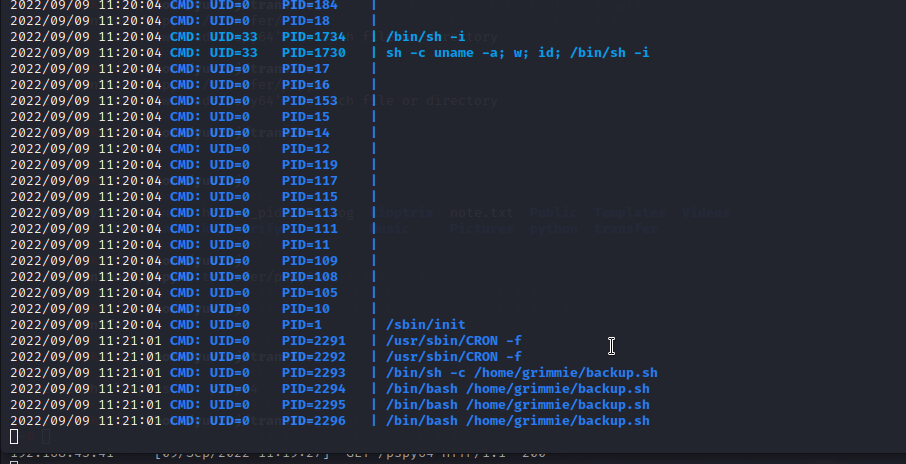 2022/09/09 11:20:04 CMD: UID=0 PID=184 |
2022/09/09 11:20:04 CMD: UID=0 PID=18 |
2022/09/09 11:20:04 CMD: UID=33 PID=1734 | /bin/sh -i
2022/09/09 11:20:04 CMD: UID=33 PID=1730 | sh -c uname -a; w; id; /bin/sh -i
2022/09/09 11:20:04 CMD: UID=0 PID=17 |
2022/09/09 11:20:04 CMD: UID=0 PID=16 |
2022/09/09 11:20:04 CMD: UID=0 PID=153 |
2022/09/09 11:20:04 CMD: UID=0 PID=15 |
2022/09/09 11:20:04 CMD: UID=0 PID=14 |
2022/09/09 11:20:04 CMD: UID=0 PID=12 |
2022/09/09 11:20:04 CMD: UID=0 PID=119 |
2022/09/09 11:20:04 CMD: UID=0 PID=117 |
2022/09/09 11:20:04 CMD: UID=0 PID=115 |
2022/09/09 11:20:04 CMD: UID=0 PID=113 |
2022/09/09 11:20:04 CMD: UID=0 PID=111 |
2022/09/09 11:20:04 CMD: UID=0 PID=11 |
2022/09/09 11:20:04 CMD: UID=0 PID=109 |
2022/09/09 11:20:04 CMD: UID=0 PID=108 |
2022/09/09 11:20:04 CMD: UID=0 PID=105 |
2022/09/09 11:20:04 CMD: UID=0 PID=10 |
2022/09/09 11:20:04 CMD: UID=0 PID=1 | /sbin/init
2022/09/09 11:21:01 CMD: UID=0 PID=2291 | /usr/sbin/CRON -f
2022/09/09 11:21:01 CMD: UID=0 PID=2292 | /usr/sbin/CRON -f
2022/09/09 11:21:01 CMD: UID=0 PID=2293 | /bin/sh -c /home/grimmie/backup.sh
2022/09/09 11:21:01 CMD: UID=0 PID=2294 | /bin/bash /home/grimmie/backup.sh
2022/09/09 11:21:01 CMD: UID=0 PID=2295 | /bin/bash /home/grimmie/backup.sh
2022/09/09 11:21:01 CMD: UID=0 PID=2296 | /bin/bash /home/grimmie/backup.sh